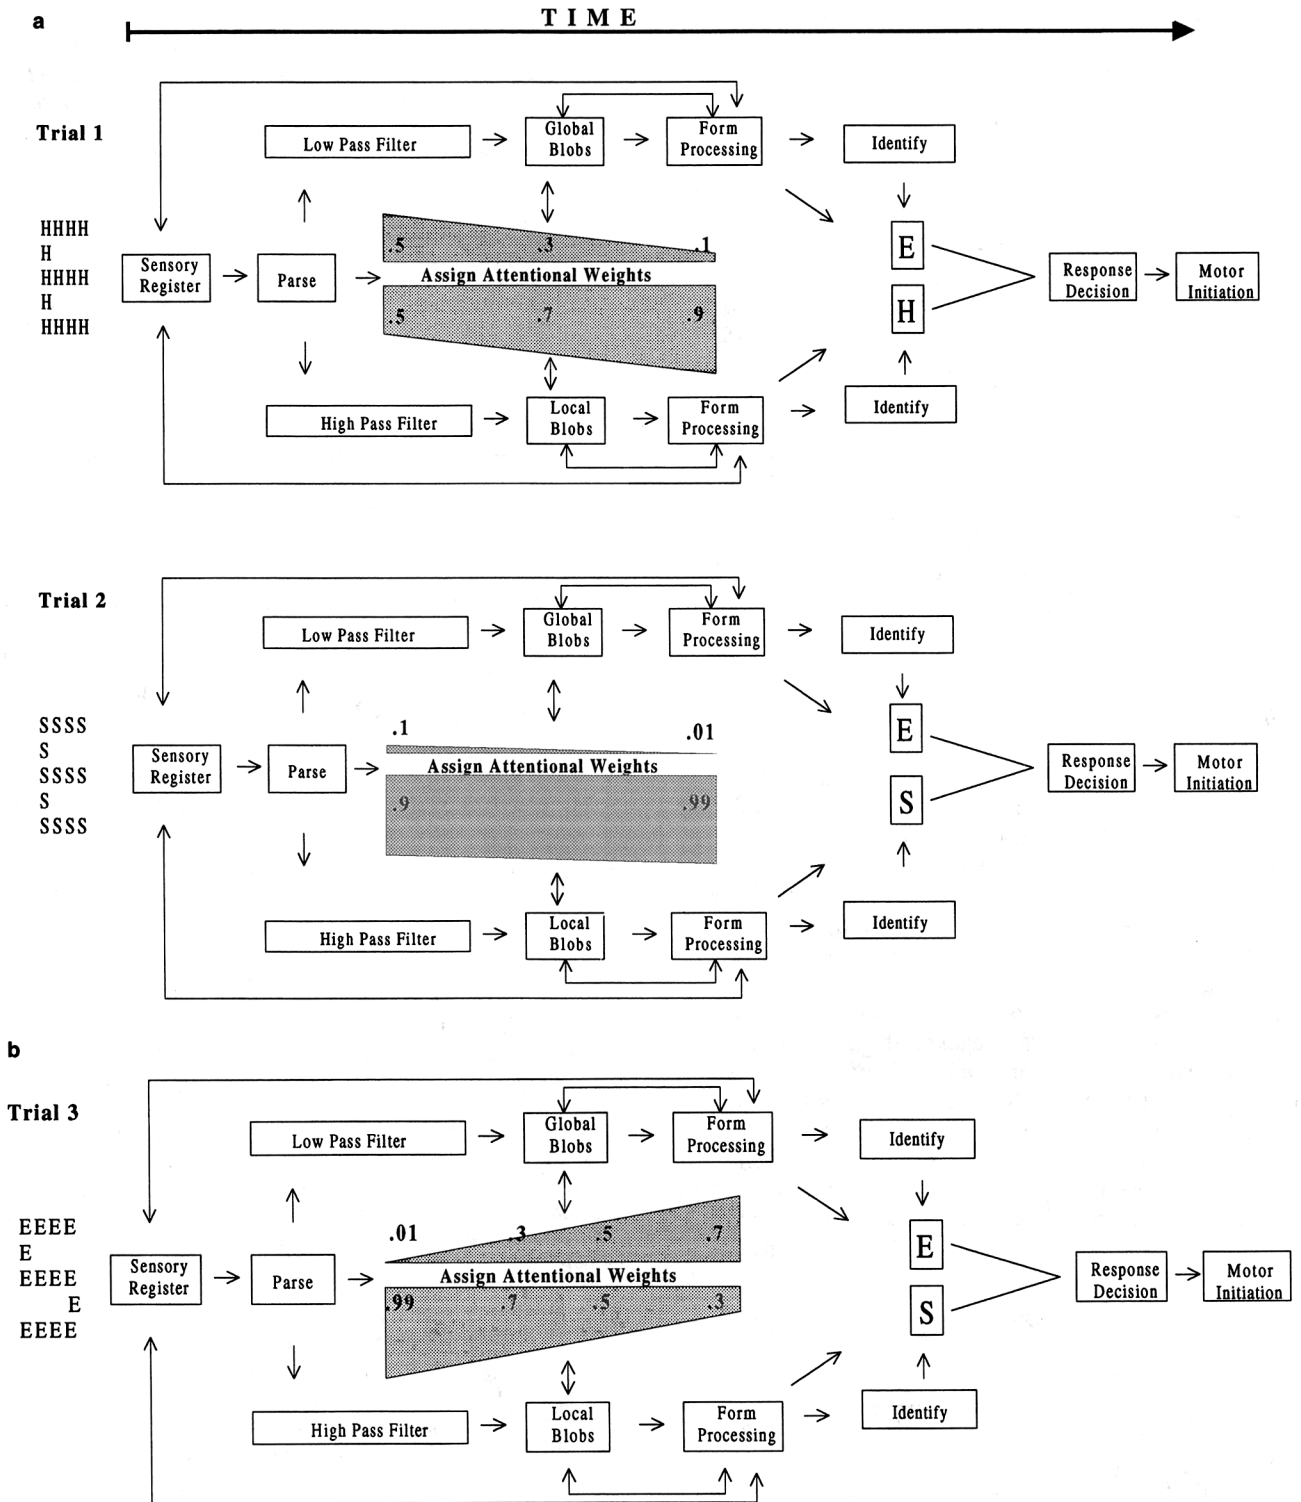 a
TIME
Trial 1
Low Pass Filter
Global
Blobs
Form
Processing
Identify
HHHH
H
HHHH
H
HHHH
Sensory
Register
Parse
.5 .3 .1
Assign Attentional Weights
.5 .7 .9
E
H
Response
Decision
Motor
Initiation
High Pass Filter
Local
Blobs
Form
Processing
Identify
Trial 2
Low Pass Filter
Global
Blobs
Form
Processing
Identify
SSSS
S
SSSS
S
SSSS
Sensory
Register
Parse
.1 .01
Assign Attentional Weights
.9 .99
E
S
Response
Decision
Motor
Initiation
High Pass Filter
Local
Blobs
Form
Processing
Identify
b
Trial 3
Low Pass Filter
Global
Blobs
Form
Processing
Identify
EEEE
E
EEEE
E
EEEE
Sensory
Register
Parse
.01 .3 .5 .7
Assign Attentional Weights
.99 .7 .5 .3
E
S
Response
Decision
Motor
Initiation
High Pass Filter
Local
Blobs
Form
Processing
Identify